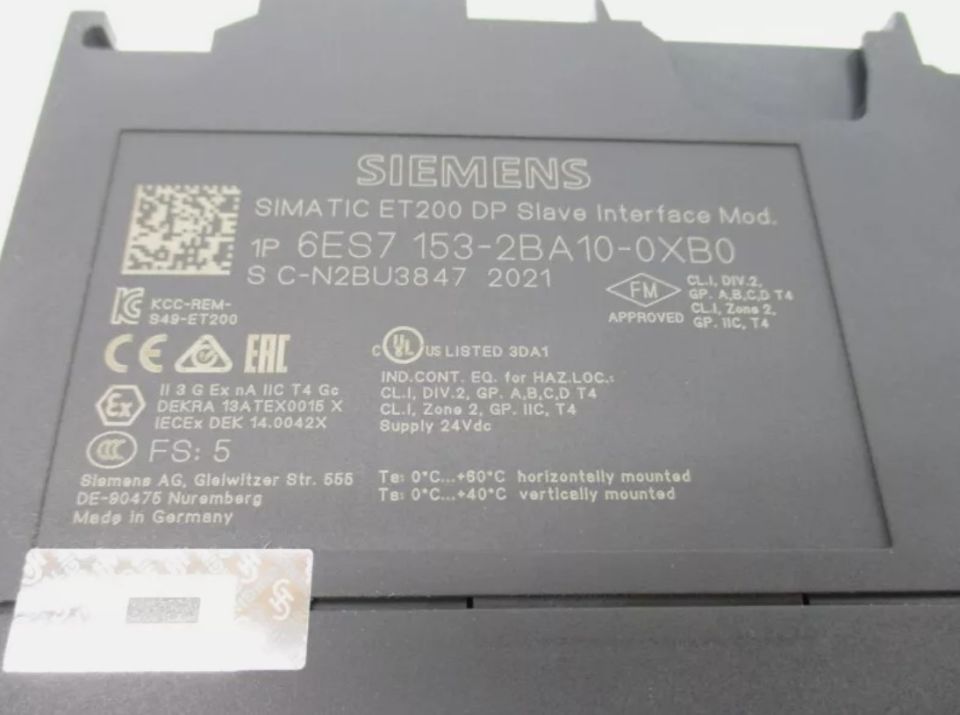 SIEMENS
SIMATIC ET200 DP Slave Interface Mod.
1P 6ES7 153-2BA10-0XB0
S C-N2BU3847 2021
KCC-REM-
S49-ET200
FM
APPROVED
CL.I, DIV.2,
GP. A,B,C,D T4
CL.I, Zone 2,
GP. IIC, T4
CE EAC
C UL US LISTED 3DA1
IND.CONT. EQ. for HAZ.LOC.:
CL.I, DIV.2, GP. A,B,C,D T4
CL.I, Zone 2, GP. IIC, T4
Supply 24Vdc
Ex
II 3 G Ex nA IIC T4 Gc
DEKRA 13ATEX0015 X
IECEx DEK 14.0042X
CCC FS: 5
Siemens AG, Gleiwitzer Str. 555
DE-90475 Nuremberg
Made in Germany
Ta: 0°C...+60°C horizontally mounted
Ta: 0°C...+40°C vertically mounted